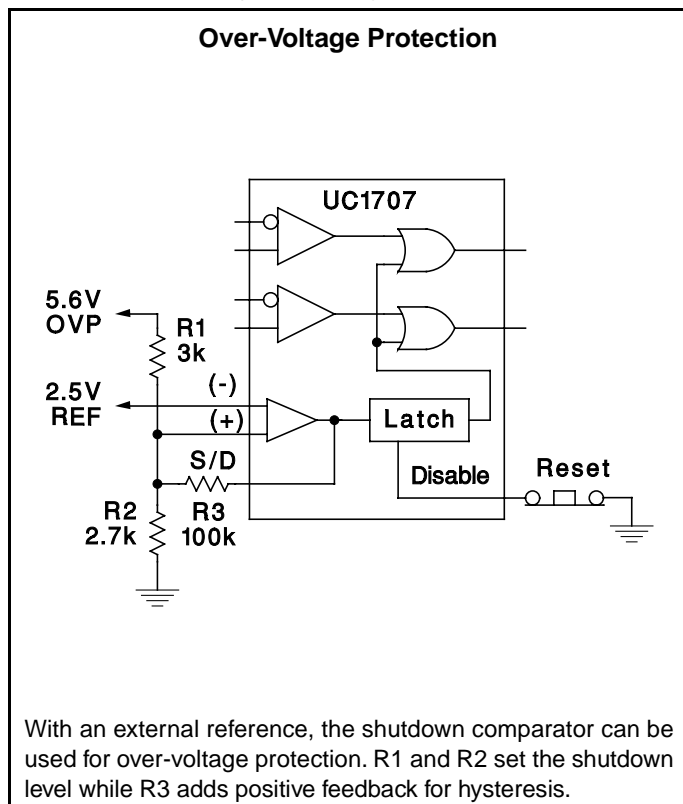 Over-Voltage Protection
UC1707
5.6V
OVP
R1
3k
2.5V
REF
(-)
(+)
Latch
S/D
Disable
Reset
R2
2.7k
R3
100k
With an external reference, the shutdown comparator can be
used for over-voltage protection. R1 and R2 set the shutdown
level while R3 adds positive feedback for hysteresis.